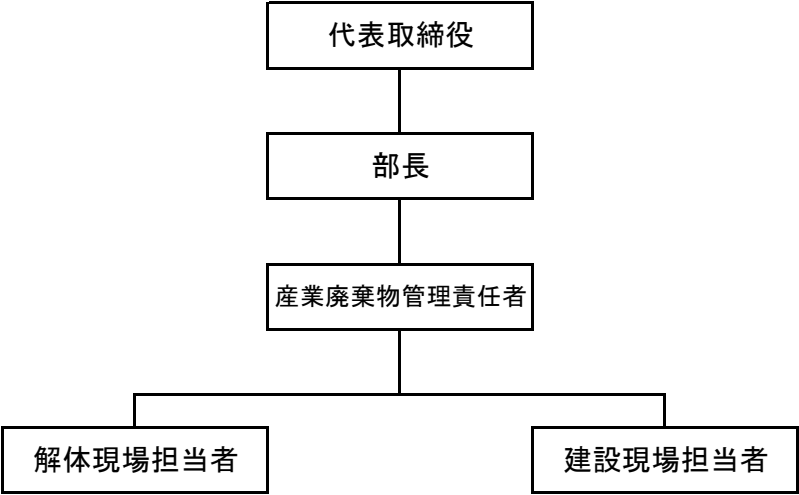 代表取締役
部長
産業廃棄物管理責任者
解体現場担当者
建設現場担当者